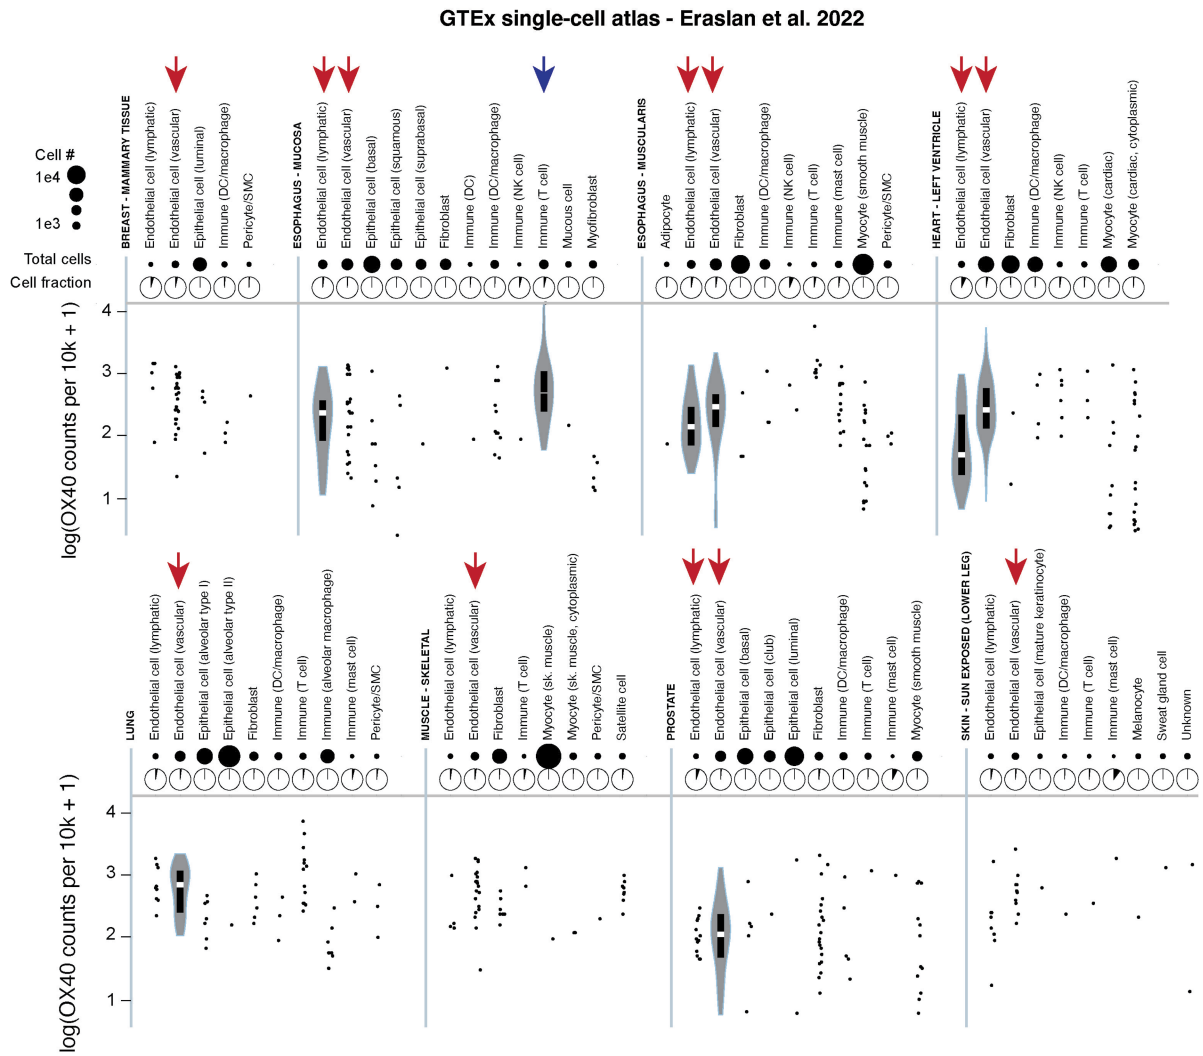 GTEx single-cell atlas - Eraslan et al. 2022
Cell #
1e4
1e3
Total cells
Cell fraction
BREAST - MAMMARY TISSUE
Endothelial cell (lymphatic)
Endothelial cell (vascular)
Epithelial cell (luminal)
Immune (DC/macrophage)
Pericyte/SMC
ESOPHAGUS - MUCOSA
Endothelial cell (lymphatic)
Endothelial cell (vascular)
Epithelial cell (basal)
Epithelial cell (squamous)
Epithelial cell (suprabasal)
Fibroblast
Immune (DC)
Immune (DC/macrophage)
Immune (NK cell)
Immune (T cell)
Mucous cell
Myofibroblast
ESOPHAGUS - MUSCULARIS
Adipocyte
Endothelial cell (lymphatic)
Endothelial cell (vascular)
Fibroblast
Immune (DC/macrophage)
Immune (NK cell)
Immune (T cell)
Immune (mast cell)
Myocyte (smooth muscle)
Pericyte/SMC
HEART - LEFT VENTRICLE
Endothelial cell (lymphatic)
Endothelial cell (vascular)
Fibroblast
Immune (DC/macrophage)
Immune (NK cell)
Immune (T cell)
Myocyte (cardiac)
Myocyte (cardiac, cytoplasmic)
log(OX40 counts per 10k + 1)
4
3
2
1
LUNG
Endothelial cell (lymphatic)
Endothelial cell (vascular)
Epithelial cell (alveolar type I)
Epithelial cell (alveolar type II)
Fibroblast
Immune (DC/macrophage)
Immune (T cell)
Immune (alveolar macrophage)
Immune (mast cell)
Pericyte/SMC
MUSCLE - SKELETAL
Endothelial cell (lymphatic)
Endothelial cell (vascular)
Fibroblast
Immune (T cell)
Myocyte (sk. muscle)
Myocyte (sk. muscle, cytoplasmic)
Pericyte/SMC
Satellite cell
PROSTATE
Endothelial cell (lymphatic)
Endothelial cell (vascular)
Epithelial cell (basal)
Epithelial cell (club)
Epithelial cell (luminal)
Fibroblast
Immune (DC/macrophage)
Immune (T cell)
Immune (mast cell)
Myocyte (smooth muscle)
SKIN - SUN EXPOSED (LOWER LEG)
Endothelial cell (lymphatic)
Endothelial cell (vascular)
Epithelial cell (mature keratinocyte)
Immune (DC/macrophage)
Immune (T cell)
Immune (mast cell)
Melanocyte
Sweat gland cell
Unknown
log(OX40 counts per 10k + 1)
4
3
2
1